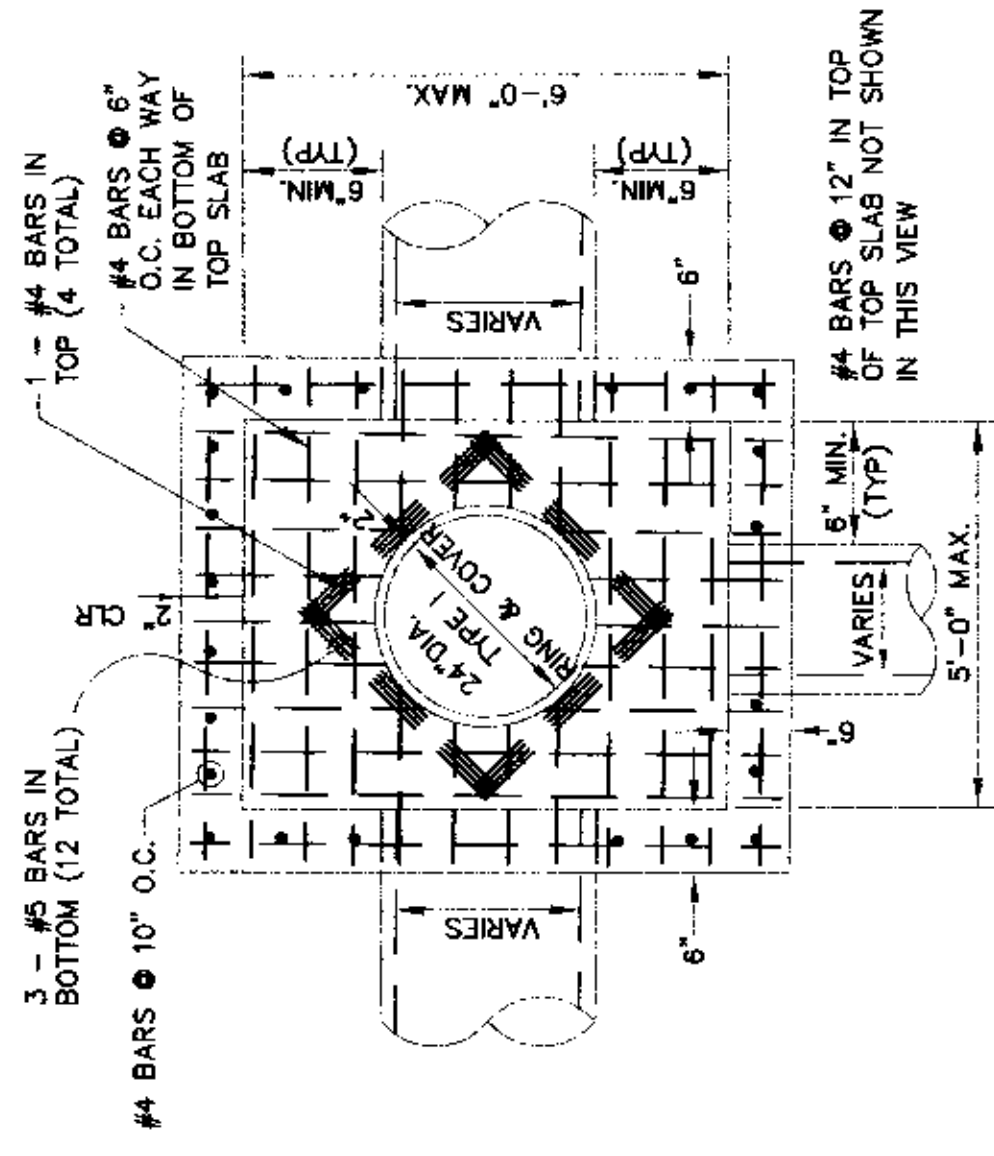 1 - #4 BARS IN
TOP (4 TOTAL)
#4 BARS @ 6"
O.C. EACH WAY
IN BOTTOM OF
TOP SLAB
3 - #5 BARS IN
BOTTOM (12 TOTAL)
#4 BARS @ 10" O.C.
2"
CLR
6'-0" MAX.
6"MIN.
(TYP)
6"MIN.
(TYP)
VARIES
6"
2"
24"DIA.
TYPE I
RING & COVER
VARIES
6"
6"
6" MIN.
(TYP)
VARIES
5'-0" MAX.
#4 BARS @ 12" IN TOP
OF TOP SLAB NOT SHOWN
IN THIS VIEW